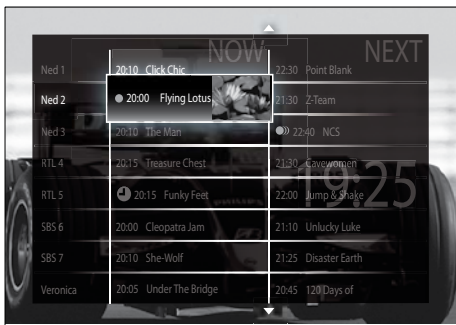 NOW NEXT
Ned 1 20:10 Click Chic 22:30 Point Blank
Ned 2 20:00 Flying Lotus 21:30 Z-Team
Ned 3 20:10 The Man 22:40 NCS
RTL 4 20,15 Treasure Chest 21:30 Cavewomen
19:25
RTL 5 20:15 Funky Feet 22:00 Jump & Shake
PHILIPS
SBS 6 20:00 Cleopatra Jam 21:10 Unlucky Luke
SBS 7 20:10 She-Wolf 21:25 Disaster Earth
Veronica 20:05 Under The Bridge 20:45 120 Days of